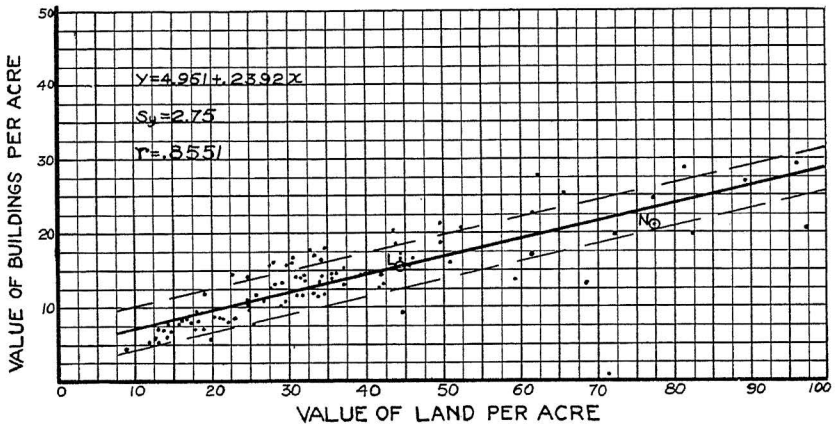 50
40
30
20
10
VALUE OF BUILDINGS PER ACRE
Y=4.951+.2392x
Sy=2.75
r=.8551
L
N
0 10 20 30 40 50 60 70 80 90 100
VALUE OF LAND PER ACRE